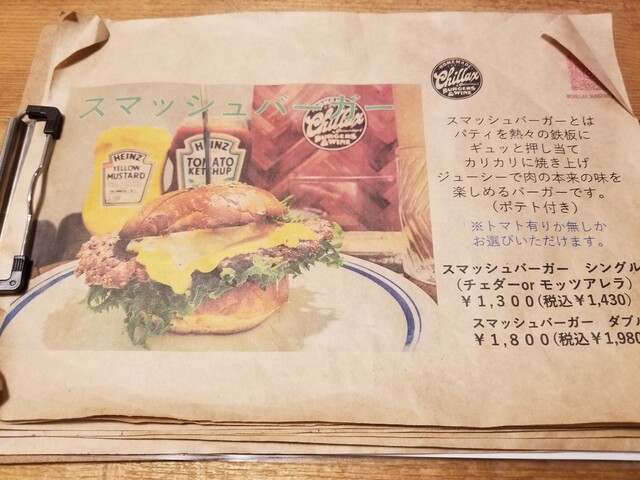 スマッシュバーガー
HEINZ
YELLOW
MUSTARD
HEINZ
TOMATO
KETCHUP
Chillax
BURGERS
& WINE
HOMEMADE
Chillax
BURGERS
& WINE
スマッシュバーガーとは
パティを熱々の鉄板に
ギュッと押し当て
カリカリに焼き上げ
ジューシーで肉の本来の味を
楽しめるバーガーです。
(ポテト付き)
※トマト有りか無しか
お選びいただけます。
スマッシュバーガー シングル
(チェダーor モッツアレラ)
¥1,300(税込¥1,430)
スマッシュバーガー ダブル
¥1,800(税込¥1,980